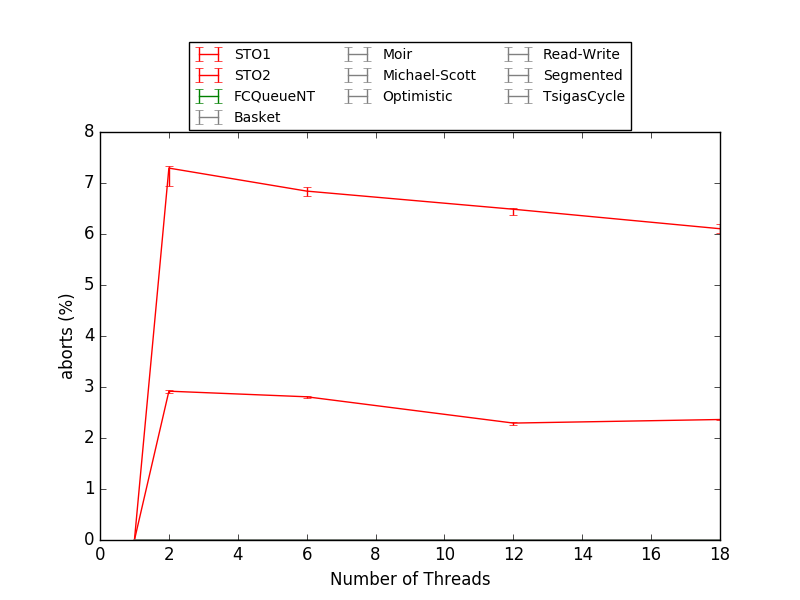 STO1 Moir Read-Write
STO2 Michael-Scott Segmented
FCQueueNT Optimistic TsigasCycle
Basket
8
7
6
5
4
3
2
1
0
aborts (%)
0 2 4 6 8 10 12 14 16 18
Number of Threads